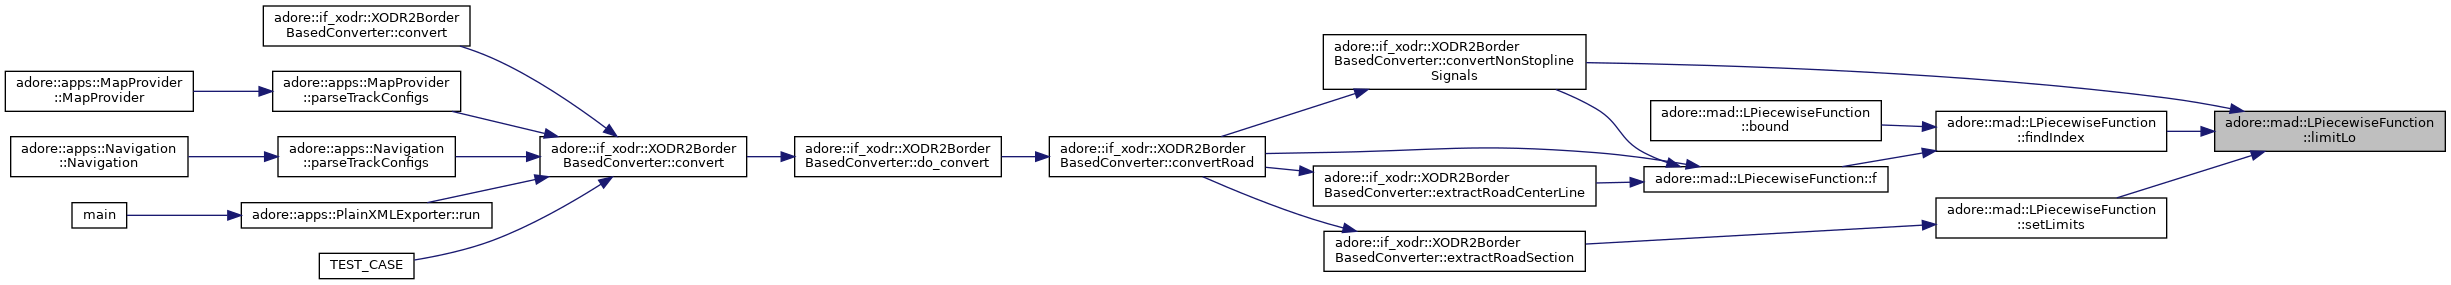 adore::if_xodr::XODR2Border
BasedConverter::convert
adore::apps::MapProvider
::MapProvider
adore::apps::MapProvider
::parseTrackConfigs
adore::apps::Navigation
::Navigation
adore::apps::Navigation
::parseTrackConfigs
main
adore::apps::PlainXMLExporter::run
TEST_CASE
adore::if_xodr::XODR2Border
BasedConverter::convert
adore::if_xodr::XODR2Border
BasedConverter::do_convert
adore::if_xodr::XODR2Border
BasedConverter::convertRoad
adore::if_xodr::XODR2Border
BasedConverter::convertNonStopline
Signals
adore::if_xodr::XODR2Border
BasedConverter::extractRoadCenterLine
adore::if_xodr::XODR2Border
BasedConverter::extractRoadSection
adore::mad::LPiecewiseFunction
::bound
adore::mad::LPiecewiseFunction::f
adore::mad::LPiecewiseFunction
::findIndex
adore::mad::LPiecewiseFunction
::setLimits
adore::mad::LPiecewiseFunction
::limitLo